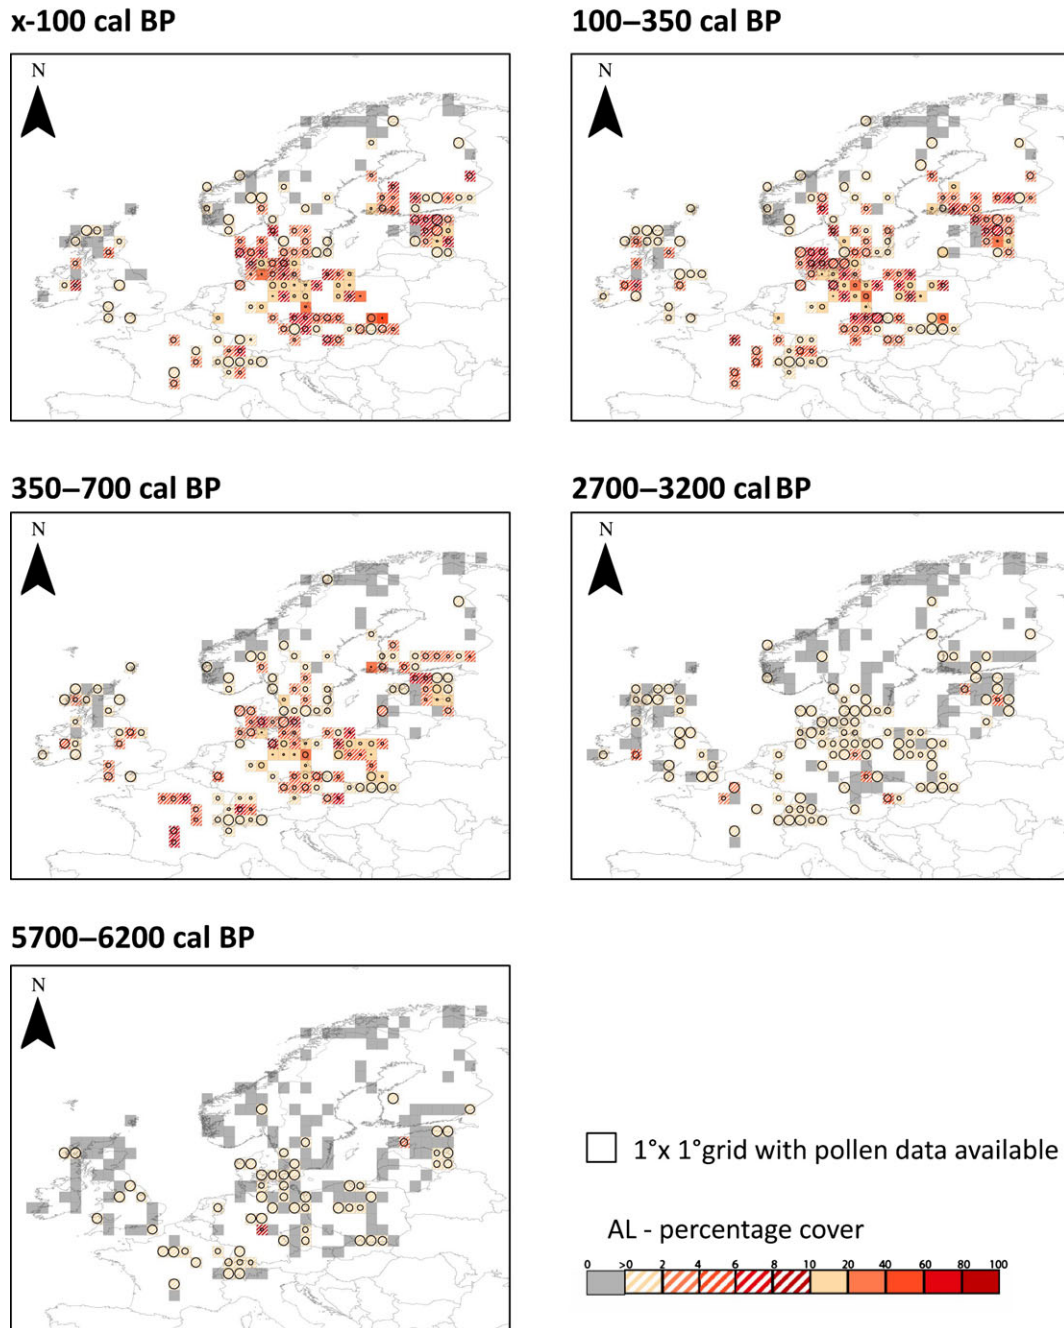 x-100 cal BP
100–350 cal BP
N
N
350–700 cal BP
2700–3200 cal BP
N
N
5700–6200 cal BP
N
1°x 1°grid with pollen data available
AL - percentage cover
0 >0 2 4 6 8 10 20 40 60 80 100